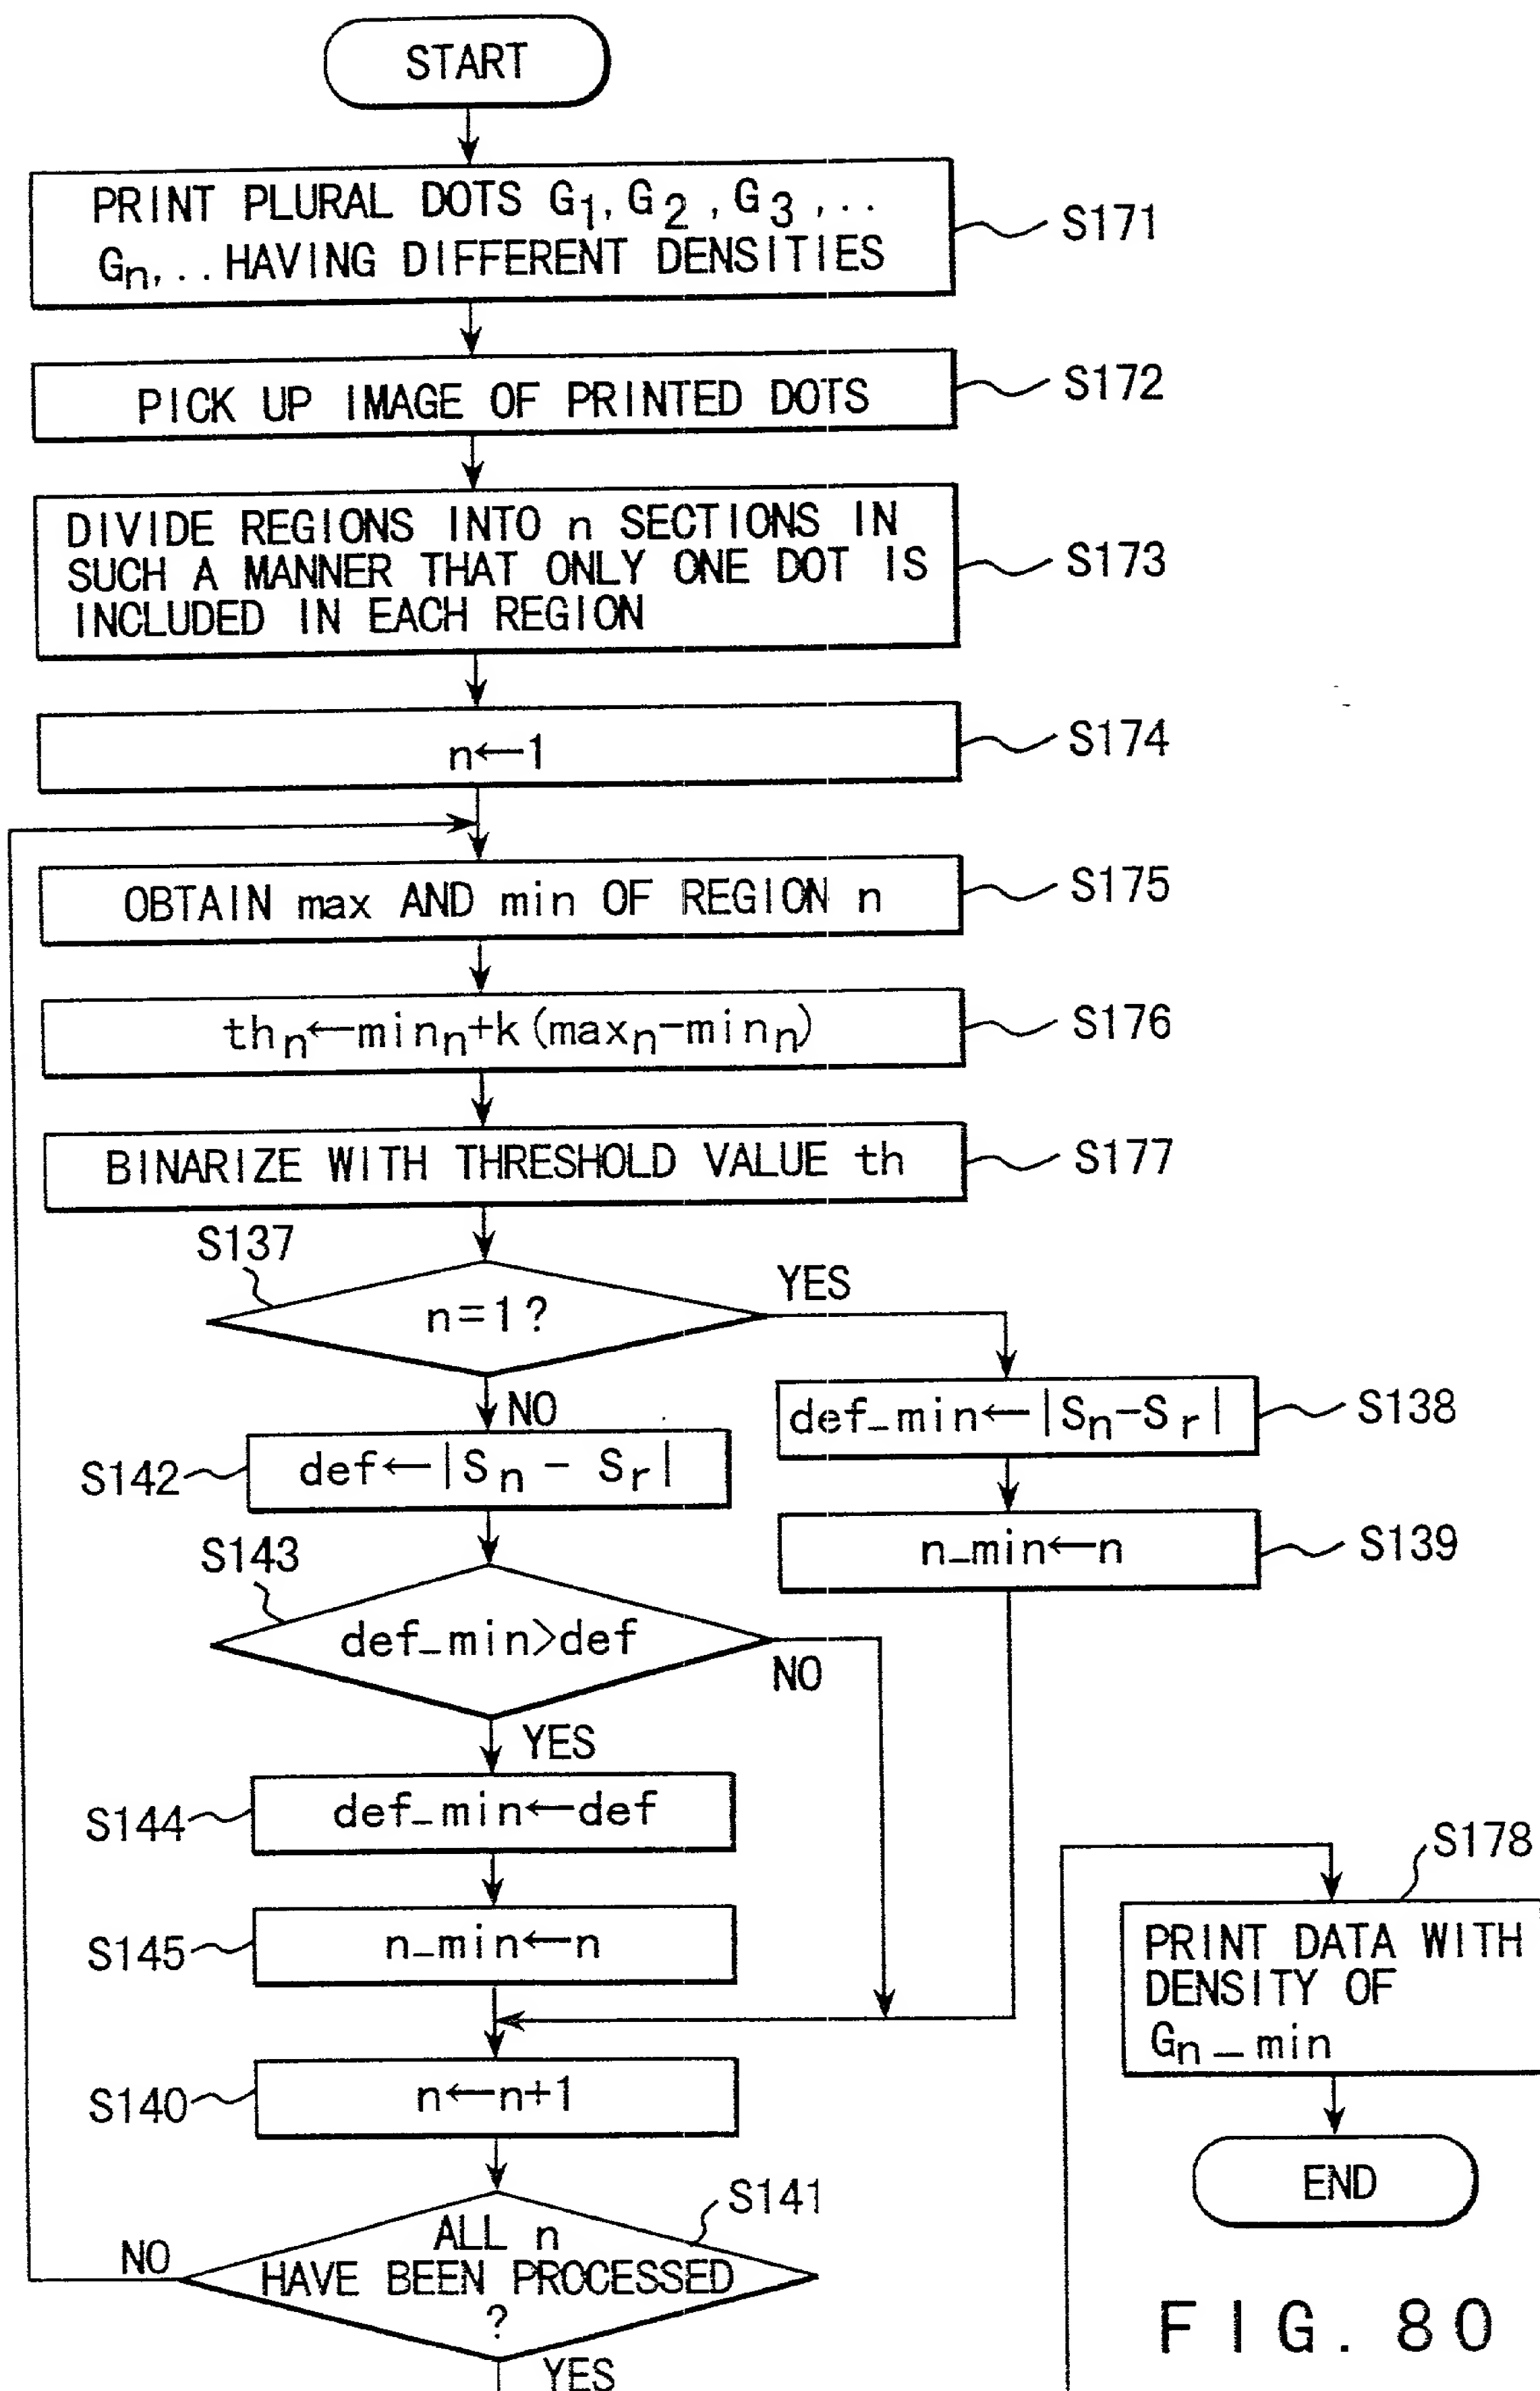 START
PRINT PLURAL DOTS G1, G2, G3, ..
Gn, .. HAVING DIFFERENT DENSITIES
S171
PICK UP IMAGE OF PRINTED DOTS
S172
DIVIDE REGIONS INTO n SECTIONS IN
SUCH A MANNER THAT ONLY ONE DOT IS
INCLUDED IN EACH REGION
S173
n←1
S174
OBTAIN max AND min OF REGION n
S175
thn←minn+k(maxn-minn)
S176
BINARIZE WITH THRESHOLD VALUE th
S177
S137
n=1?
YES
NO
def_min←|Sn-Sr|
S138
S142
def←|Sn - Sr|
n_min←n
S139
S143
def_min>def
NO
YES
S144
def_min←def
S145
n_min←n
S140
n←n+1
S141
ALL n
HAVE BEEN PROCESSED
?
NO
YES
S178
PRINT DATA WITH
DENSITY OF
Gn_min
END
FIG. 80